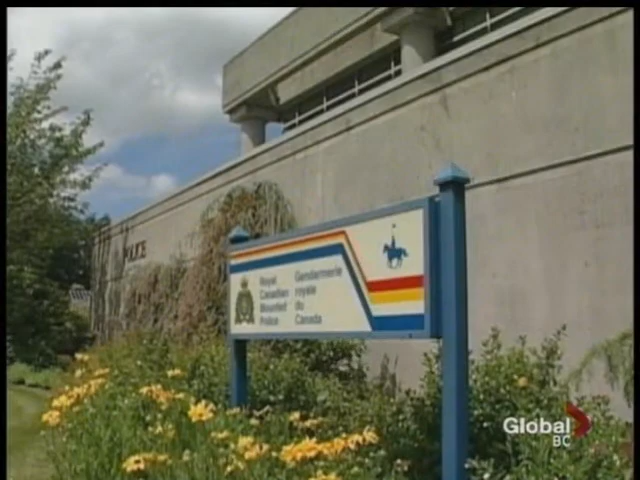 POLICE
Royal
Canadian
Mounted
Police
Gendarmerie
royale
du
Canada
Global
BC